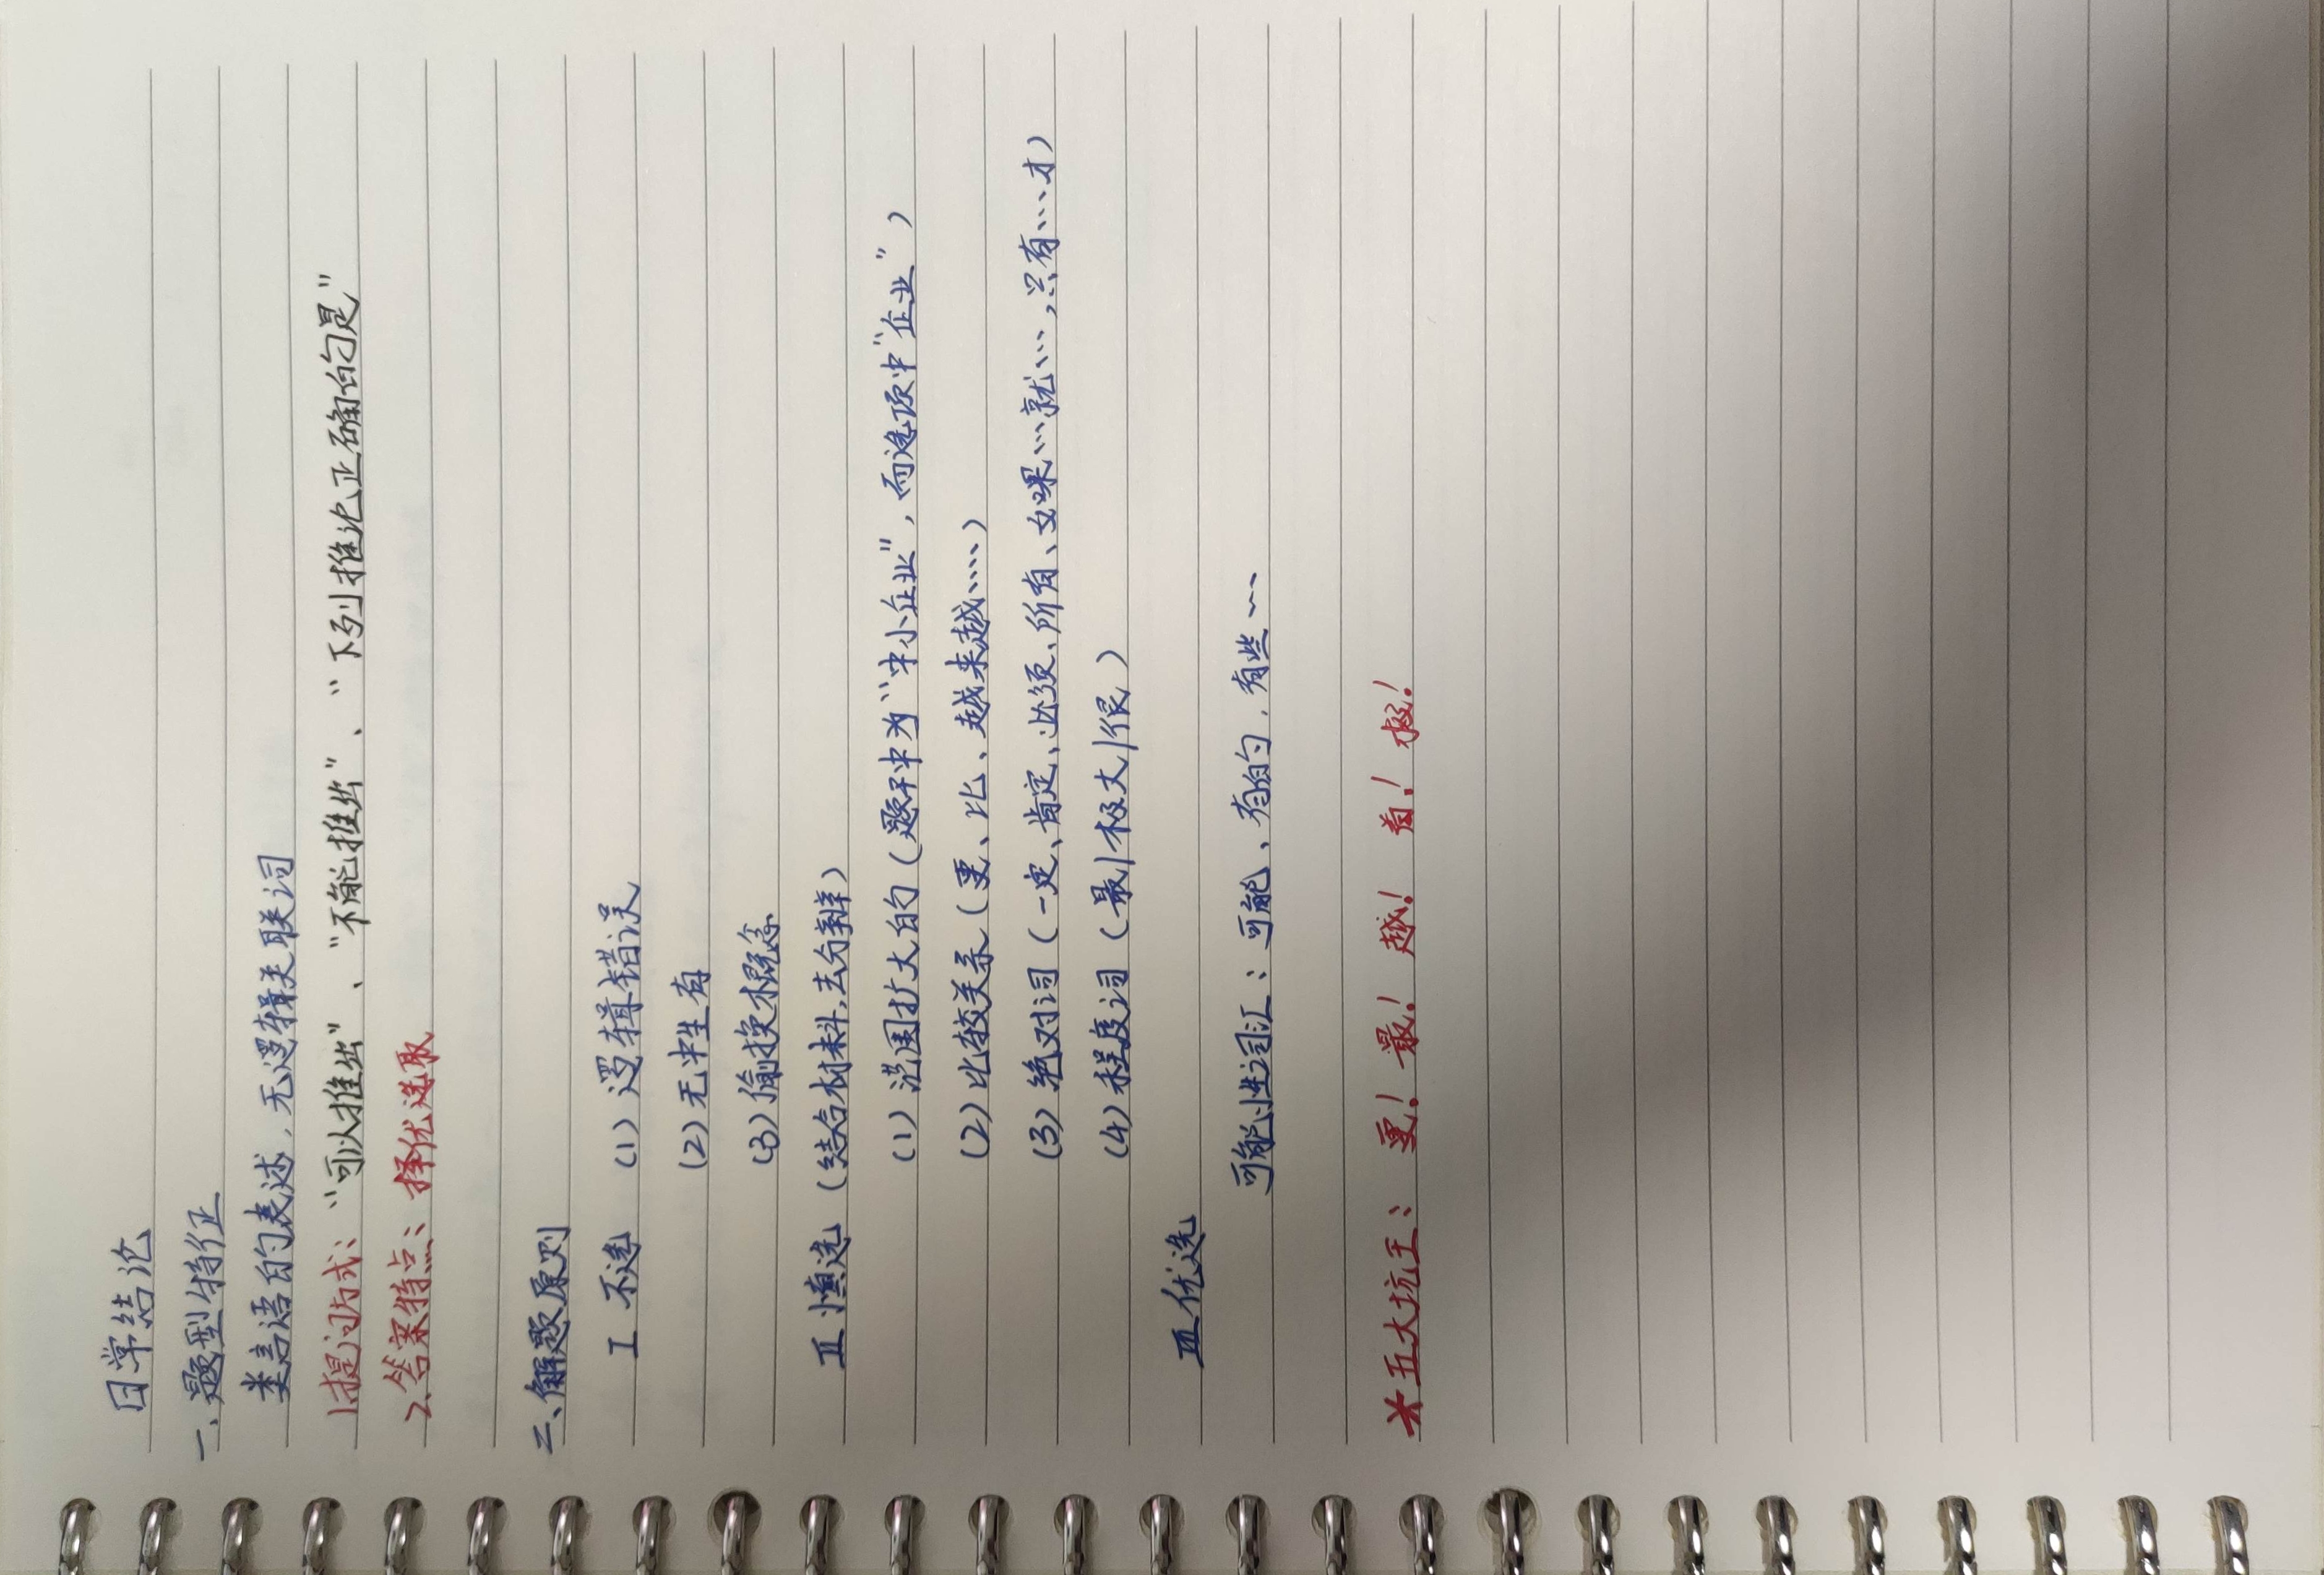 日常结论
一、题型特征
类言语的表述，无逻辑关联词
1.提问方式：“可以推出”、“不能推出”、“下列推论正确的是”
2.答案特点：择优选取
二、解题原则
Ⅰ 不选 （1）逻辑错误
（2）无中生有
（3）偷换概念
Ⅱ 慎选（结合材料，去分辨）
（1）范围扩大的（题干中为“中小企业”，而选项中“企业”）
（2）比较关系（更、比、越来越……）
（3）绝对词（一定、肯定、必须、所有、如果…就…，只有…才）
（4）程度词（最/极大/很）
Ⅲ 优选
可能性词汇：可能、有的，有些…
*五大坑王： 更！ 最！ 越！ 首！ 极！